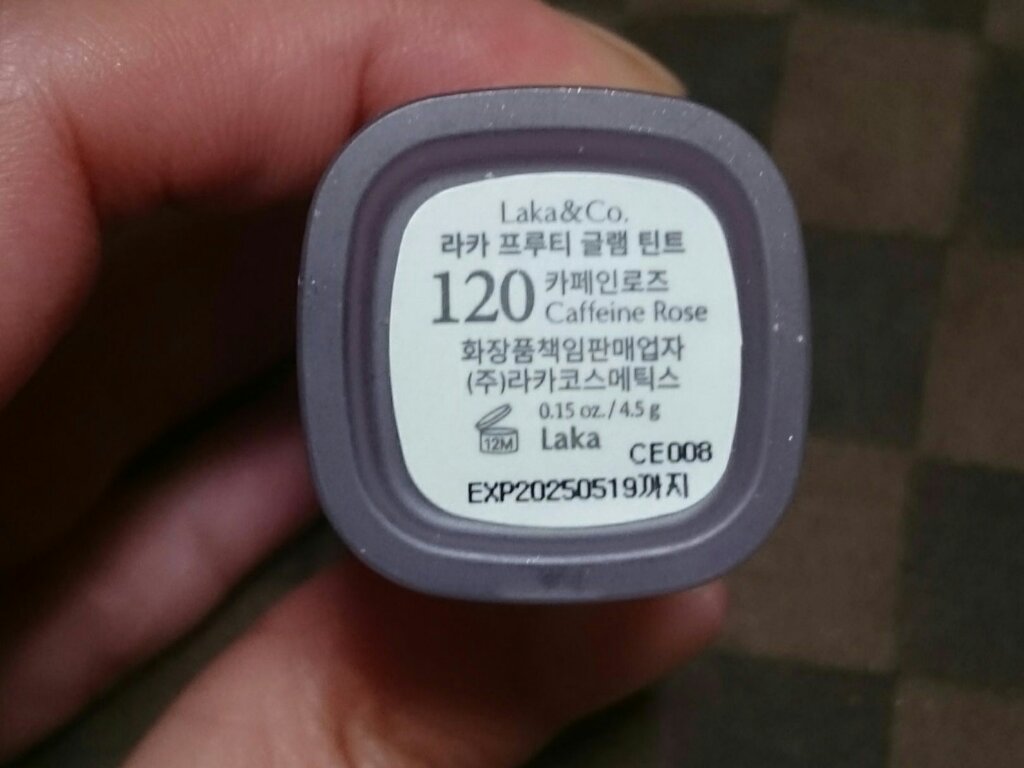 Laka&Co.
라카 프루티 글램 틴트
120 카페인로즈
Caffeine Rose
화장품책임판매업자
(주)라카코스메틱스
0.15 oz. / 4.5 g
12M Laka
CE008
EXP20250519까지